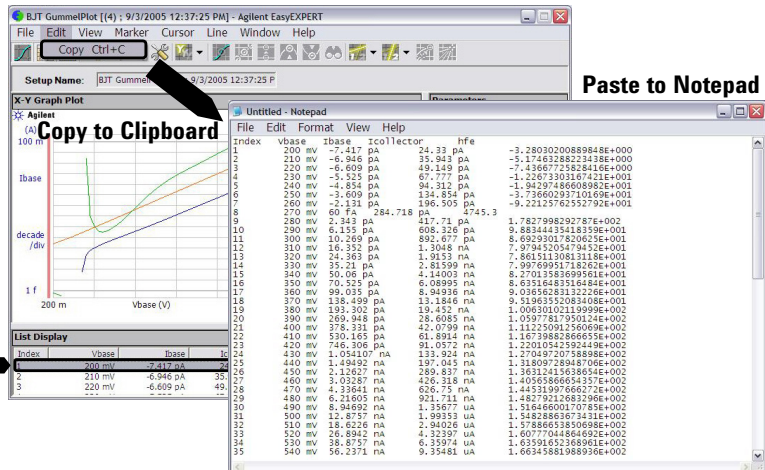 BJT GummelPlot [(4) ; 9/3/2005 12:37:25 PM] - Agilent EasyEXPERT
File Edit View Marker Cursor Line Window Help
Copy Ctrl+C
Setup Name: BJT Gummel 9/3/2005 12:37:25 P
X-Y Graph Plot
Parameters
Agilent
(A)
100 m
Ibase
decade
/div
1 f
200 m
Vbase (V)
Copy to Clipboard
Paste to Notepad
List Display
Index Vbase Ibase Ic
1 200 mV -7.417 pA 24
2 210 mV -6.946 pA 35.
3 220 mV -6.609 pA 49.
Untitled - Notepad
File Edit Format View Help
Index Vbase Ibase Icollector hfe
1 200 mV -7.417 pA 24.33 pA -3.28030200889848E+000
2 210 mV -6.946 pA 35.943 pA -5.17463288223438E+000
3 220 mV -6.609 pA 49.149 pA -7.43667725828416E+000
4 230 mV -5.525 pA 67.777 pA -1.22673303167421E+001
5 240 mV -4.854 pA 94.312 pA -1.94297486608982E+001
6 250 mV -3.609 pA 134.854 pA -3.73660293710169E+001
7 260 mV -2.131 pA 196.505 pA -9.22125762552792E+001
8 270 mV 60 fA 284.718 pA 4745.3
9 280 mV 2.343 pA 417.71 pA 1.7827998292787E+002
10 290 mV 6.155 pA 608.326 pA 9.88344435418359E+001
11 300 mV 10.269 pA 892.677 pA 8.69293017820625E+001
12 310 mV 16.352 pA 1.3048 nA 7.97945205479452E+001
13 320 mV 24.363 pA 1.9153 nA 7.86151130813118E+001
14 330 mV 35.21 pA 2.81599 nA 7.99769951718262E+001
15 340 mV 50.06 pA 4.14003 nA 8.27013583699561E+001
16 350 mV 70.525 pA 6.08995 nA 8.63516483516484E+001
17 360 mV 99.035 pA 8.94936 nA 9.03656283132226E+001
18 370 mV 138.499 pA 13.1846 nA 9.51963552083408E+001
19 380 mV 193.302 pA 19.452 nA 1.00630102119999E+002
20 390 mV 269.948 pA 28.6085 nA 1.05977817950124E+002
21 400 mV 378.331 pA 42.0799 nA 1.11225091256069E+002
22 410 mV 530.165 pA 61.8914 nA 1.16739882866655E+002
23 420 mV 746.306 pA 91.0572 nA 1.22010542592449E+002
24 430 mV 1.054107 nA 133.924 nA 1.27049720758898E+002
25 440 mV 1.49492 nA 197.045 nA 1.31809728948706E+002
26 450 mV 2.12627 nA 289.837 nA 1.36312415638654E+002
27 460 mV 3.03287 nA 426.318 nA 1.40565866654357E+002
28 470 mV 4.33641 nA 626.75 nA 1.44531997666272E+002
29 480 mV 6.21605 nA 921.711 nA 1.48279212683296E+002
30 490 mV 8.94692 nA 1.35677 uA 1.51646600170785E+002
31 500 mV 12.8757 nA 1.99353 uA 1.54828863673431E+002
32 510 mV 18.6226 nA 2.94026 uA 1.57886653850698E+002
33 520 mV 26.8942 nA 4.32397 uA 1.60777044864692E+002
34 530 mV 38.8757 nA 6.35974 uA 1.63591652368961E+002
35 540 mV 56.2371 nA 9.35481 uA 1.66345881988936E+002